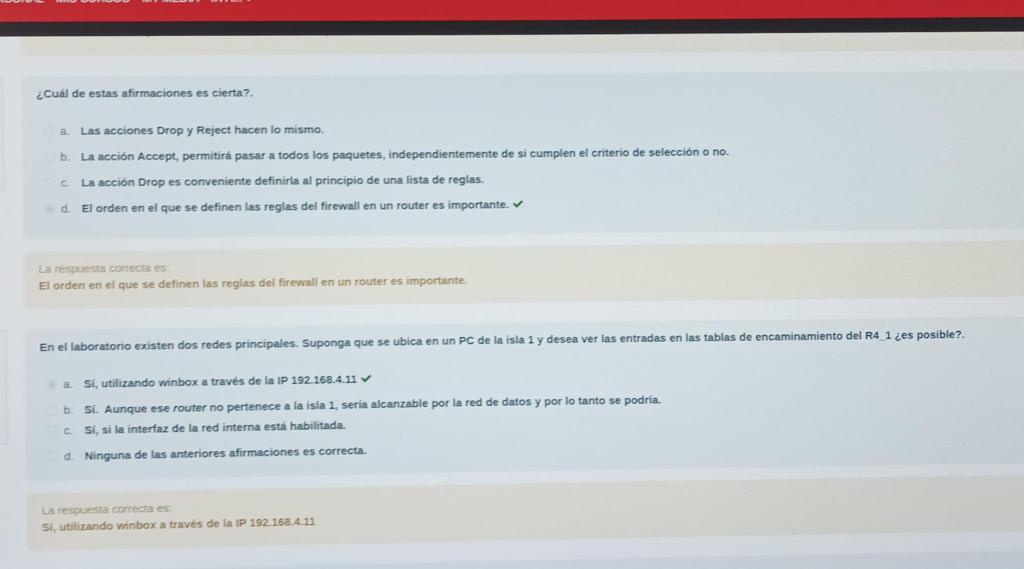 ¿Cuál de estas afirmaciones es cierta?.
a. Las acciones Drop y Reject hacen lo mismo.
b. La acción Accept, permitirá pasar a todos los paquetes, independientemente de si cumplen el criterio de selección o no.
c. La acción Drop es conveniente definirla al principio de una lista de reglas.
d. El orden en el que se definen las reglas del firewall en un router es importante. ✓
La respuesta correcta es:
El orden en el que se definen las reglas del firewall en un router es importante.
En el laboratorio existen dos redes principales. Suponga que se ubica en un PC de la isla 1 y desea ver las entradas en las tablas de encaminamiento del R4_1 ¿es posible?.
a. Sí, utilizando winbox a través de la IP 192.168.4.11 ✓
b. Sí. Aunque ese router no pertenece a la isla 1, sería alcanzable por la red de datos y por lo tanto se podría.
c. Sí, si la interfaz de la red interna está habilitada.
d. Ninguna de las anteriores afirmaciones es correcta.
La respuesta correcta es:
Sí, utilizando winbox a través de la IP 192.168.4.11